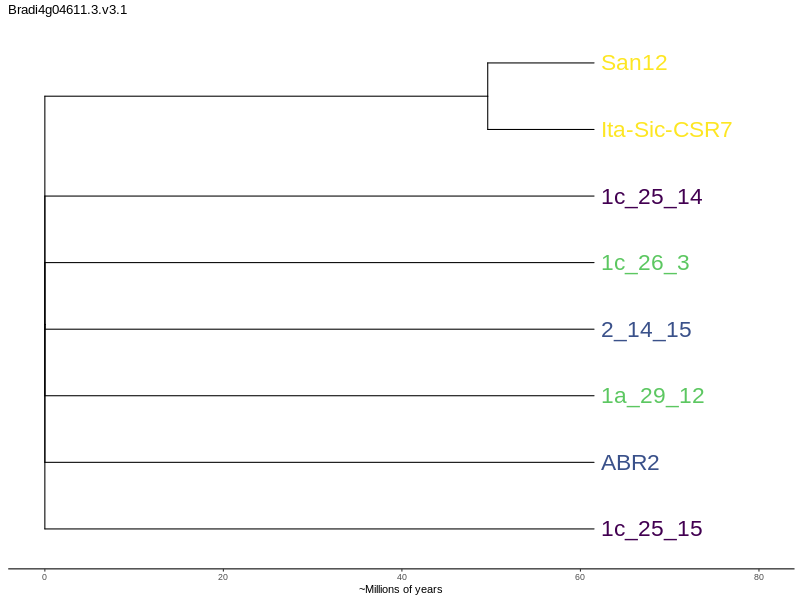 Bradi4g04611.3.v3.1
San12
Ita-Sic-CSR7
1c_25_14
1c_26_3
2_14_15
1a_29_12
ABR2
1c_25_15
0 20 40 60 80
~Millions of years